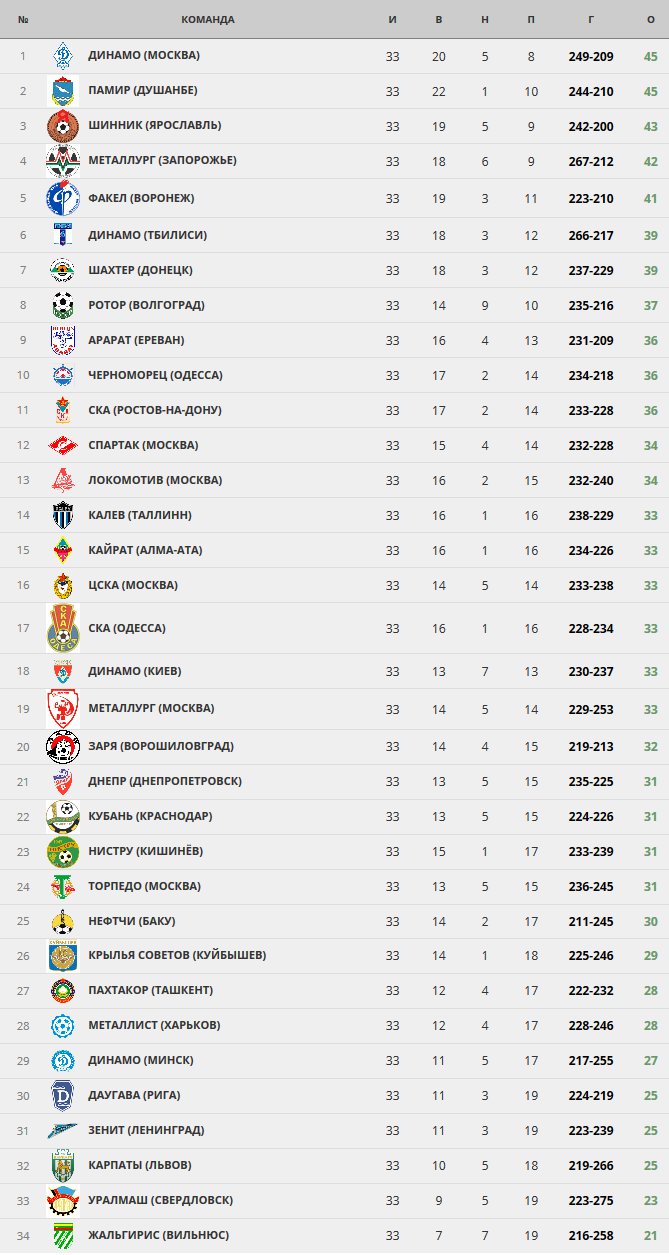 № КОМАНДА И В Н П Г О
1 ДИНАМО (МОСКВА) 33 20 5 8 249-209 45
2 ПАМИР (ДУШАНБЕ) 33 22 1 10 244-210 45
3 ШИННИК (ЯРОСЛАВЛЬ) 33 19 5 9 242-200 43
4 МЕТАЛЛУРГ (ЗАПОРОЖЬЕ) 33 18 6 9 267-212 42
5 ФАКЕЛ (ВОРОНЕЖ) 33 19 3 11 223-210 41
6 ДИНАМО (ТБИЛИСИ) 33 18 3 12 266-217 39
7 ШАХТЕР (ДОНЕЦК) 33 18 3 12 237-229 39
8 РОТОР (ВОЛГОГРАД) 33 14 9 10 235-216 37
9 АРАРАТ (ЕРЕВАН) 33 16 4 13 231-209 36
10 ЧЕРНОМОРЕЦ (ОДЕССА) 33 17 2 14 234-218 36
11 СКА (РОСТОВ-НА-ДОНУ) 33 17 2 14 233-228 36
12 СПАРТАК (МОСКВА) 33 15 4 14 232-228 34
13 ЛОКОМОТИВ (МОСКВА) 33 16 2 15 232-240 34
14 КАЛЕВ (ТАЛЛИНН) 33 16 1 16 238-229 33
15 КАЙРАТ (АЛМА-АТА) 33 16 1 16 234-226 33
16 ЦСКА (МОСКВА) 33 14 5 14 233-238 33
17 СКА (ОДЕССА) 33 16 1 16 228-234 33
18 ДИНАМО (КИЕВ) 33 13 7 13 230-237 33
19 МЕТАЛЛУРГ (МОСКВА) 33 14 5 14 229-253 33
20 ЗАРЯ (ВОРОШИЛОВГРАД) 33 14 4 15 219-213 32
21 ДНЕПР (ДНЕПРОПЕТРОВСК) 33 13 5 15 235-225 31
22 КУБАНЬ (КРАСНОДАР) 33 13 5 15 224-226 31
23 НИСТРУ (КИШИНЁВ) 33 15 1 17 233-239 31
24 ТОРПЕДО (МОСКВА) 33 13 5 15 236-245 31
25 НЕФТЧИ (БАКУ) 33 14 2 17 211-245 30
26 КРЫЛЬЯ СОВЕТОВ (КУЙБЫШЕВ) 33 14 1 18 225-246 29
27 ПАХТАКОР (ТАШКЕНТ) 33 12 4 17 222-232 28
28 МЕТАЛЛИСТ (ХАРЬКОВ) 33 12 4 17 228-246 28
29 ДИНАМО (МИНСК) 33 11 5 17 217-255 27
30 ДАУГАВА (РИГА) 33 11 3 19 224-219 25
31 ЗЕНИТ (ЛЕНИНГРАД) 33 11 3 19 223-239 25
32 КАРПАТЫ (ЛЬВОВ) 33 10 5 18 219-266 25
33 УРАЛМАШ (СВЕРДЛОВСК) 33 9 5 19 223-275 23
34 ЖАЛЬГИРИС (ВИЛЬНЮС) 33 7 7 19 216-258 21